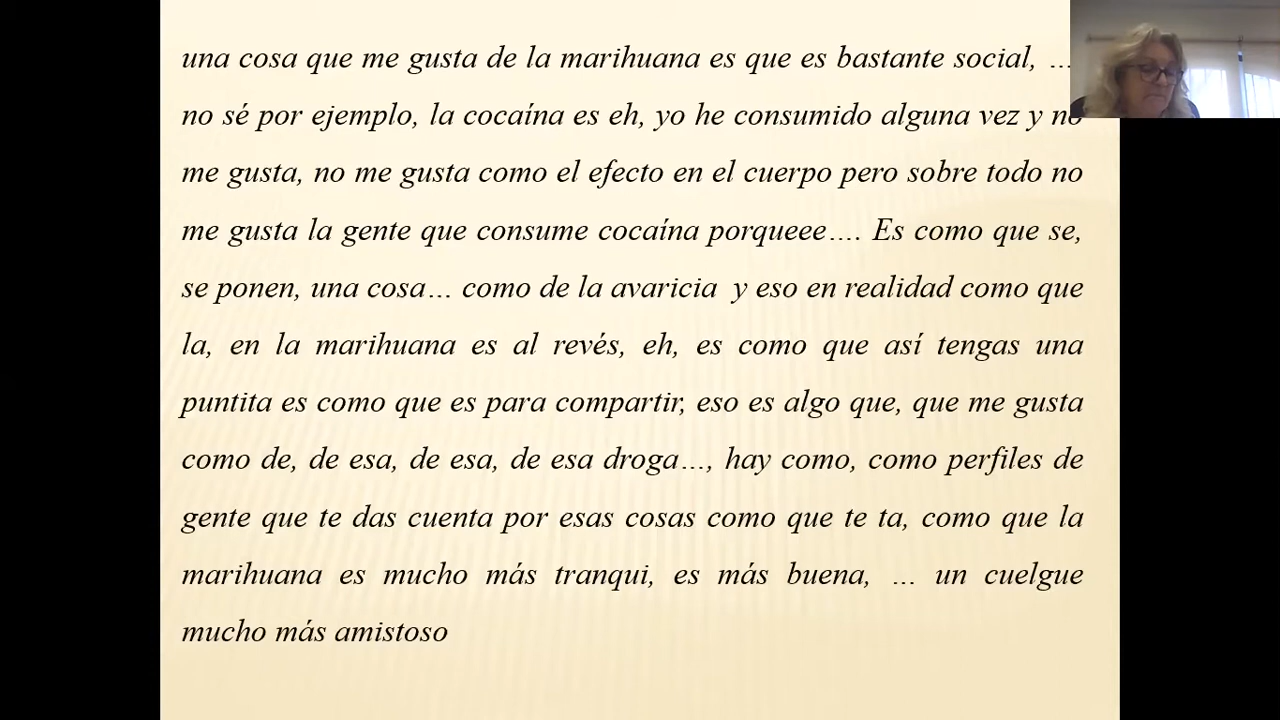 una cosa que me gusta de la marihuana es que es bastante social, …
no sé por ejemplo, la cocaína es eh, yo he consumido alguna vez y no
me gusta, no me gusta como el efecto en el cuerpo pero sobre todo no
me gusta la gente que consume cocaína porqueee…. Es como que se,
se ponen, una cosa… como de la avaricia y eso en realidad como que
la, en la marihuana es al revés, eh, es como que así tengas una
puntita es como que es para compartir, eso es algo que, que me gusta
como de, de esa, de esa, de esa droga…, hay como, como perfiles de
gente que te das cuenta por esas cosas como que te ta, como que la
marihuana es mucho más tranqui, es más buena, … un cuelgue
mucho más amistoso